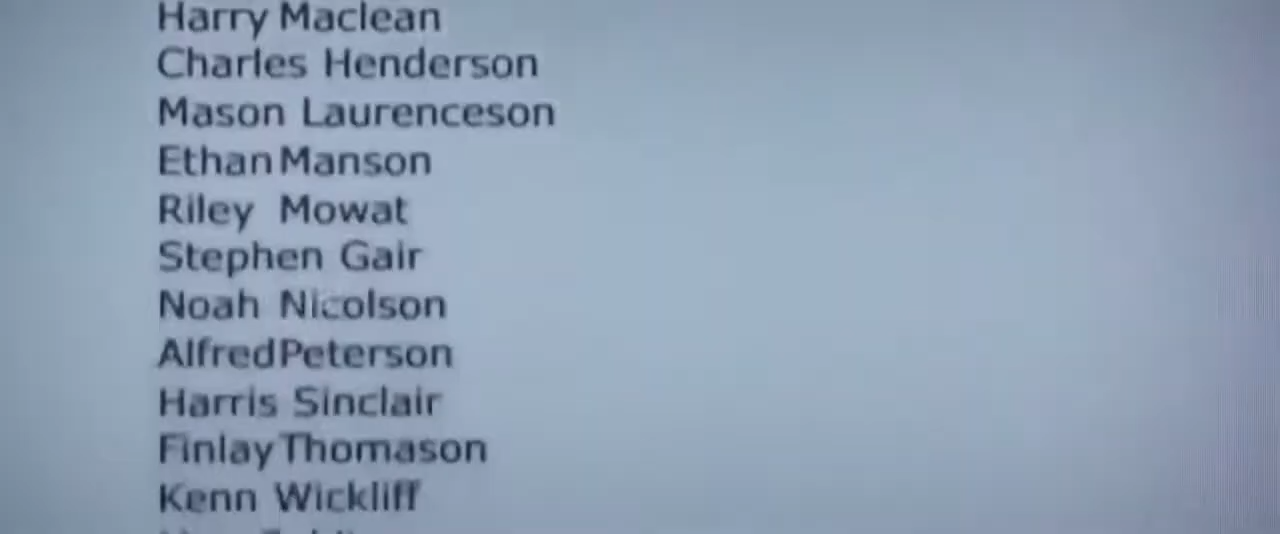 Harry Maclean
Charles Henderson
Mason Laurenceson
Ethan Manson
Riley Mowat
Stephen Gair
Noah Nicolson
Alfred Peterson
Harris Sinclair
Finlay Thomason
Kenn Wickliff